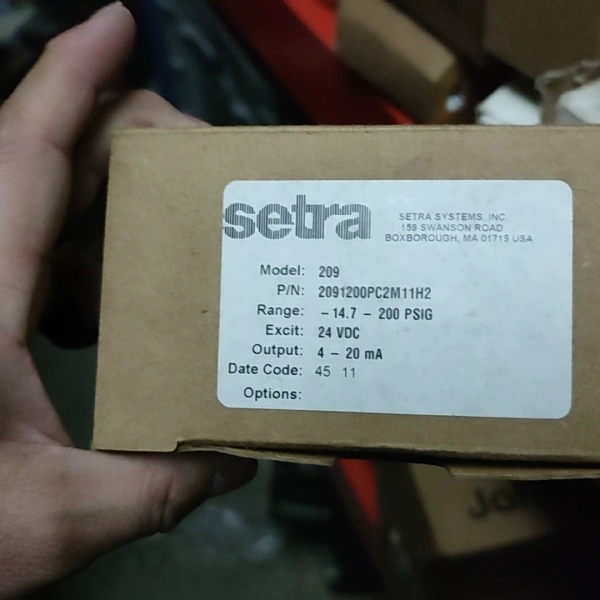 setra
SETRA SYSTEMS, INC.
159 SWANSON ROAD
BOXBOROUGH, MA 01719 USA
Model: 209
P/N: 2091200PC2M11H2
Range: -14.7 - 200 PSIG
Excit: 24 VDC
Output: 4 - 20 mA
Date Code: 45 11
Options: